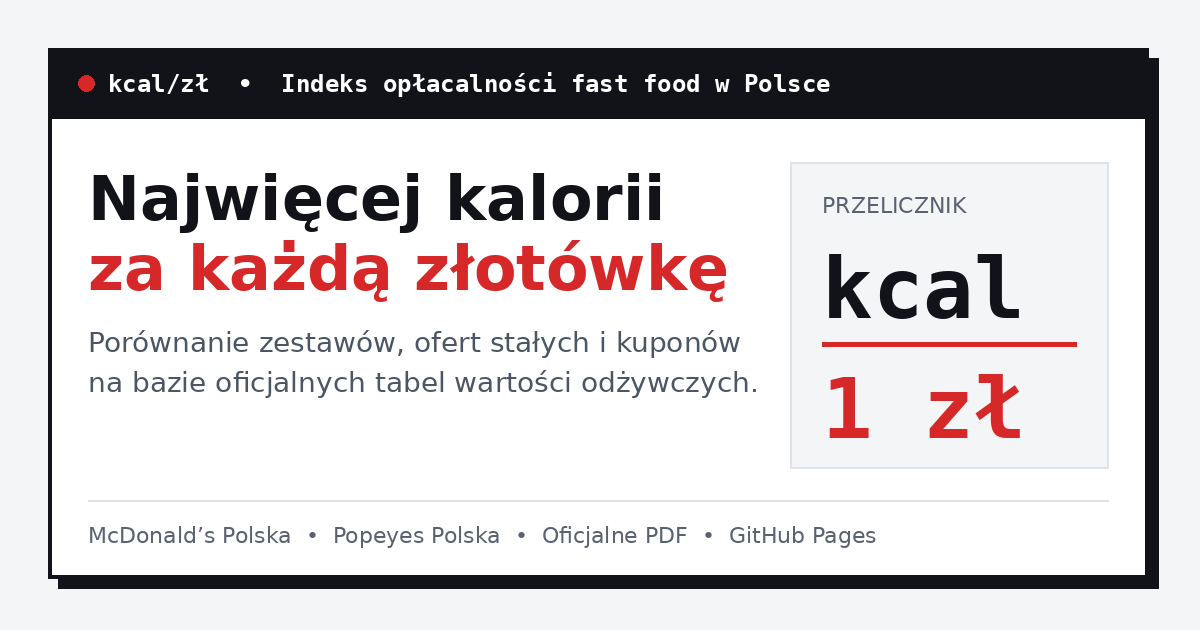 kcal/zł • Indeks opłacalności fast food w Polsce
Najwięcej kalorii
za każdą złotówkę
Porównanie zestawów, ofert stałych i kuponów
na bazie oficjalnych tabel wartości odżywczych.
PRZELICZNIK
kcal
1 zł
McDonald’s Polska • Popeyes Polska • Oficjalne PDF • GitHub Pages